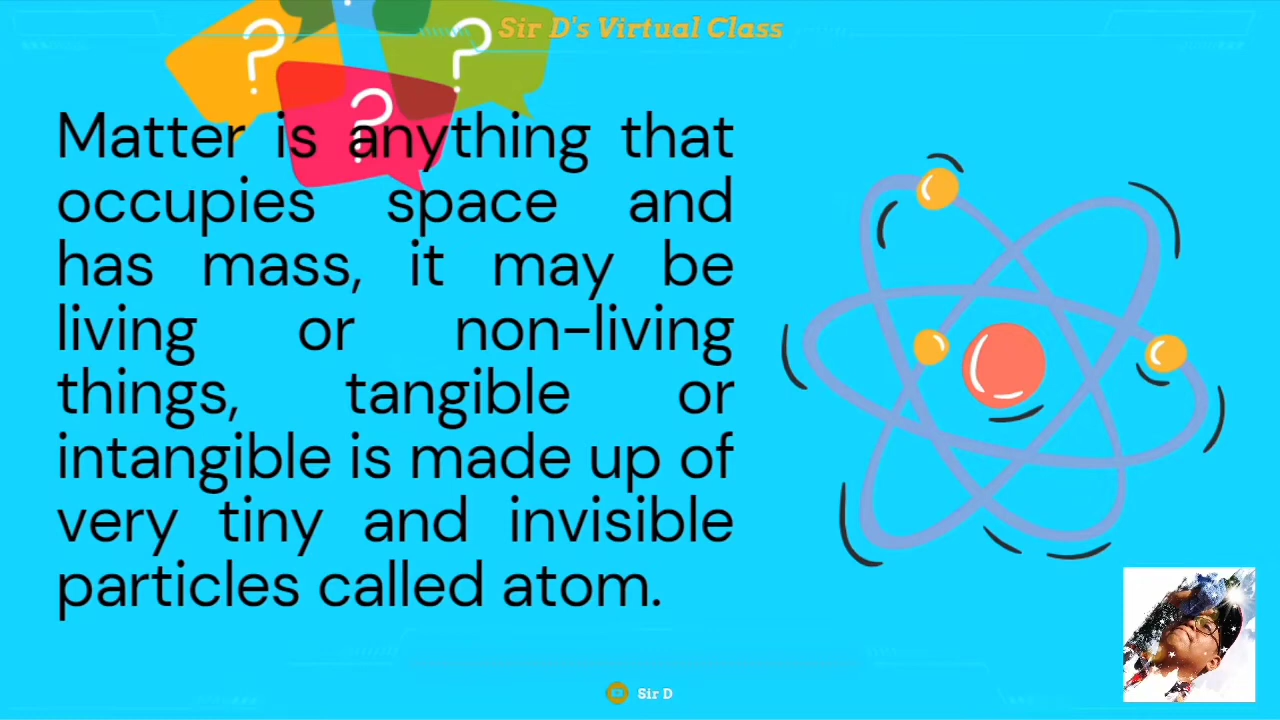 Sir D's Virtual Class
? ?
?
Matter is anything that
occupies space and
has mass, it may be
living or non-living
things, tangible or
intangible is made up of
very tiny and invisible
particles called atom.
Sir D